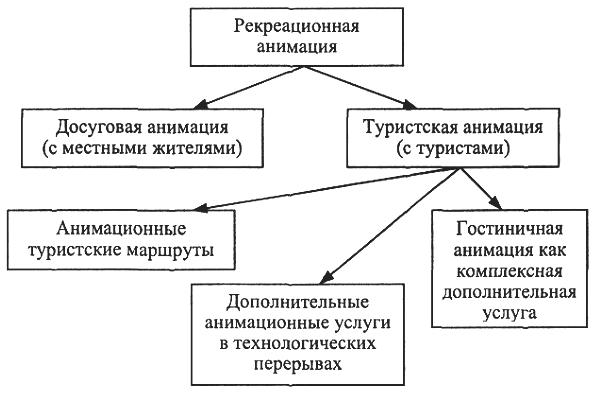 Рекреационная
анимация
Досуговая анимация
(с местными жителями)
Туристская анимация
(с туристами)
Анимационные
туристские маршруты
Дополнительные
анимационные услуги
в технологических
перерывах
Гостиничная
анимация как
комплексная
дополнительная
услуга